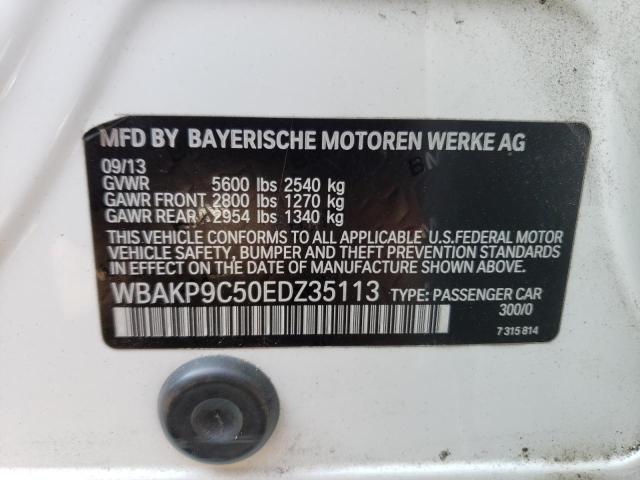 MFD BY BAYERISCHE MOTOREN WERKE AG
09/13
GVWR 5600 lbs 2540 kg
GAWR FRONT 2800 lbs 1270 kg
GAWR REAR 2954 lbs 1340 kg
THIS VEHICLE CONFORMS TO ALL APPLICABLE U.S.FEDERAL MOTOR
VEHICLE SAFETY, BUMPER AND THEFT PREVENTION STANDARDS
IN EFFECT ON THE DATE OF MANUFACTURE SHOWN ABOVE.
WBAKP9C50EDZ35113 TYPE: PASSENGER CAR
300/0
7 315 814